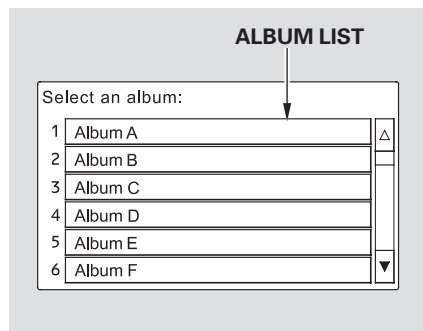 ALBUM LIST
Select an album:
1 Album A
2 Album B
3 Album C
4 Album D
5 Album E
6 Album F